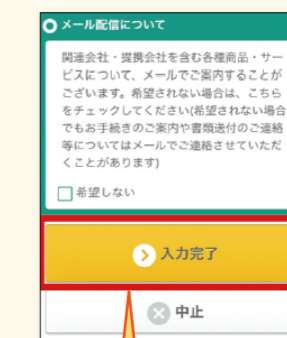 メール配信について
関連会社・提携会社を含む各種商品・サー
ビスについて、メールでご案内することが
ございます。希望されない場合は、こちら
をチェックしてください(希望されない場合
でもお手続きのご案内や書類送付のご連絡
等についてはメールでご連絡させていただ
くことがあります)
希望しない
入力完了
中止